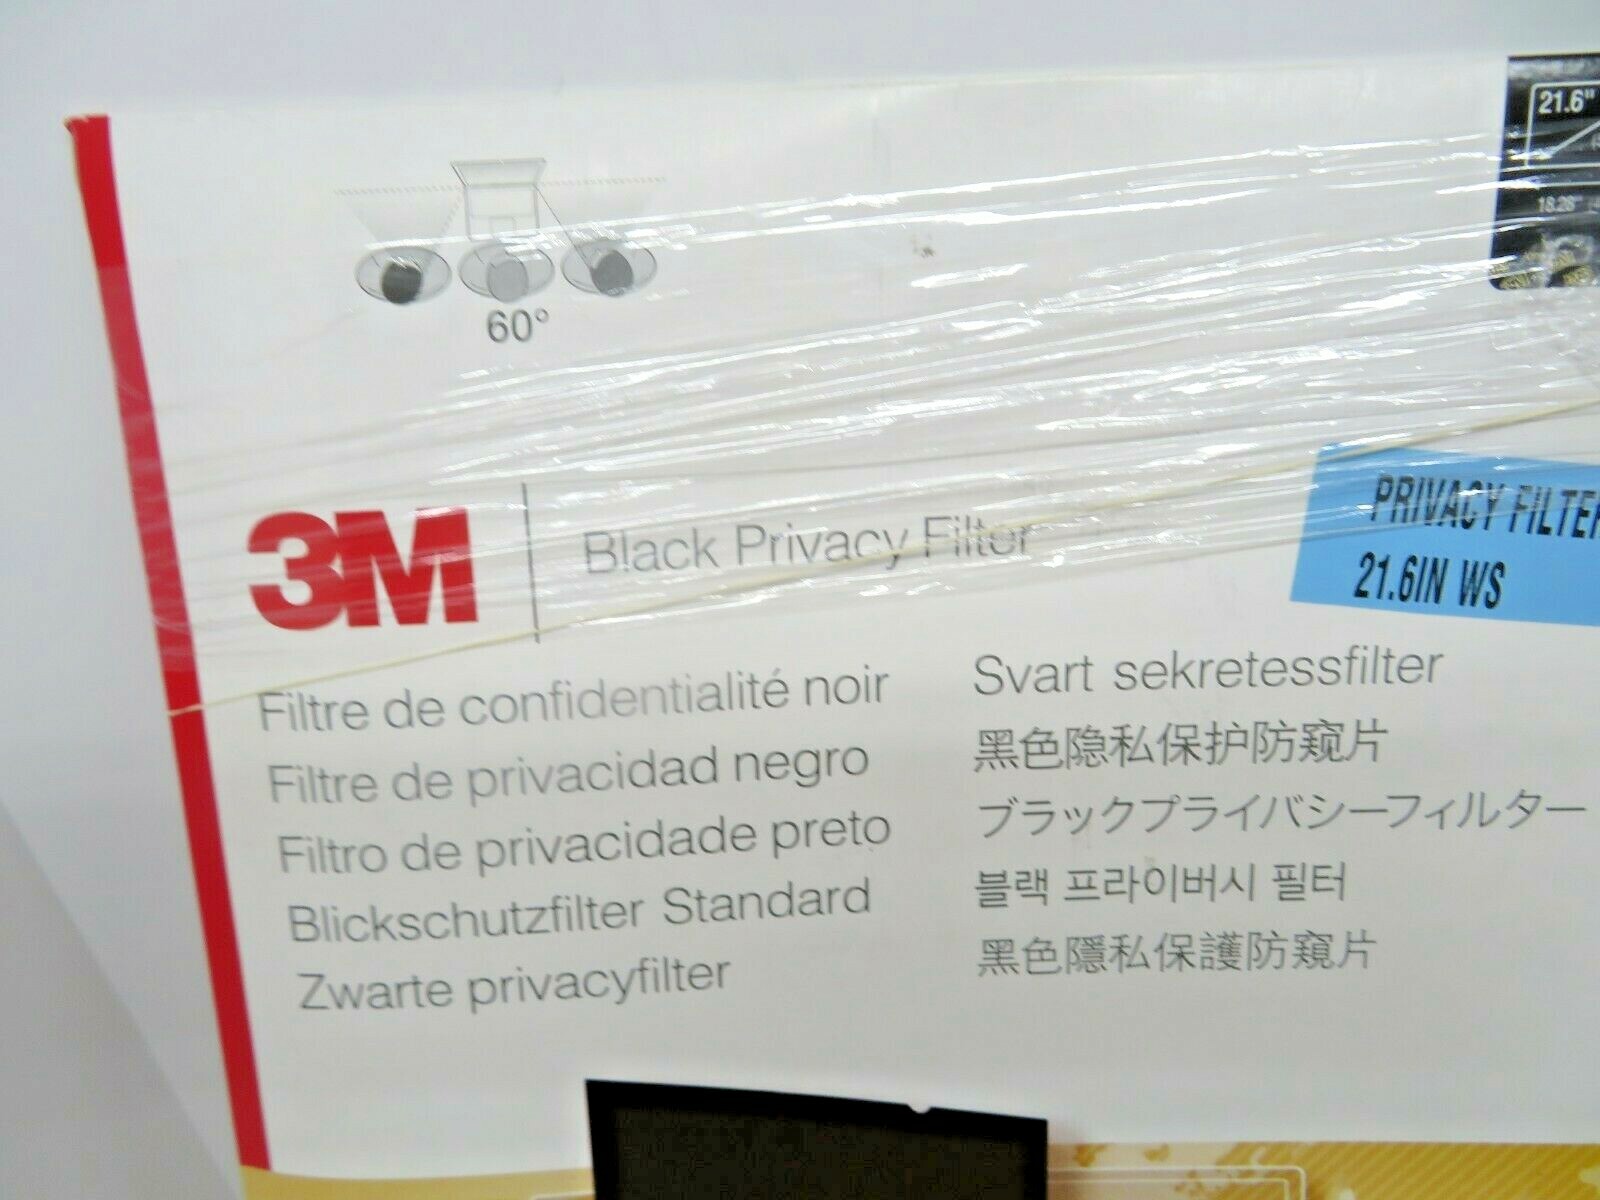 21.6"
18.28"
60°
3M Black Privacy Filter
PRIVACY FILTER
21.6IN WS
Filtre de confidentialité noir
Filtre de privacidad negro
Filtro de privacidade preto
Blickschutzfilter Standard
Zwarte privacyfilter
Svart sekretessfilter
黑色隐私保护防窥片
ブラックプライバシーフィルター
블랙 프라이버시 필터
黑色隱私保護防窺片